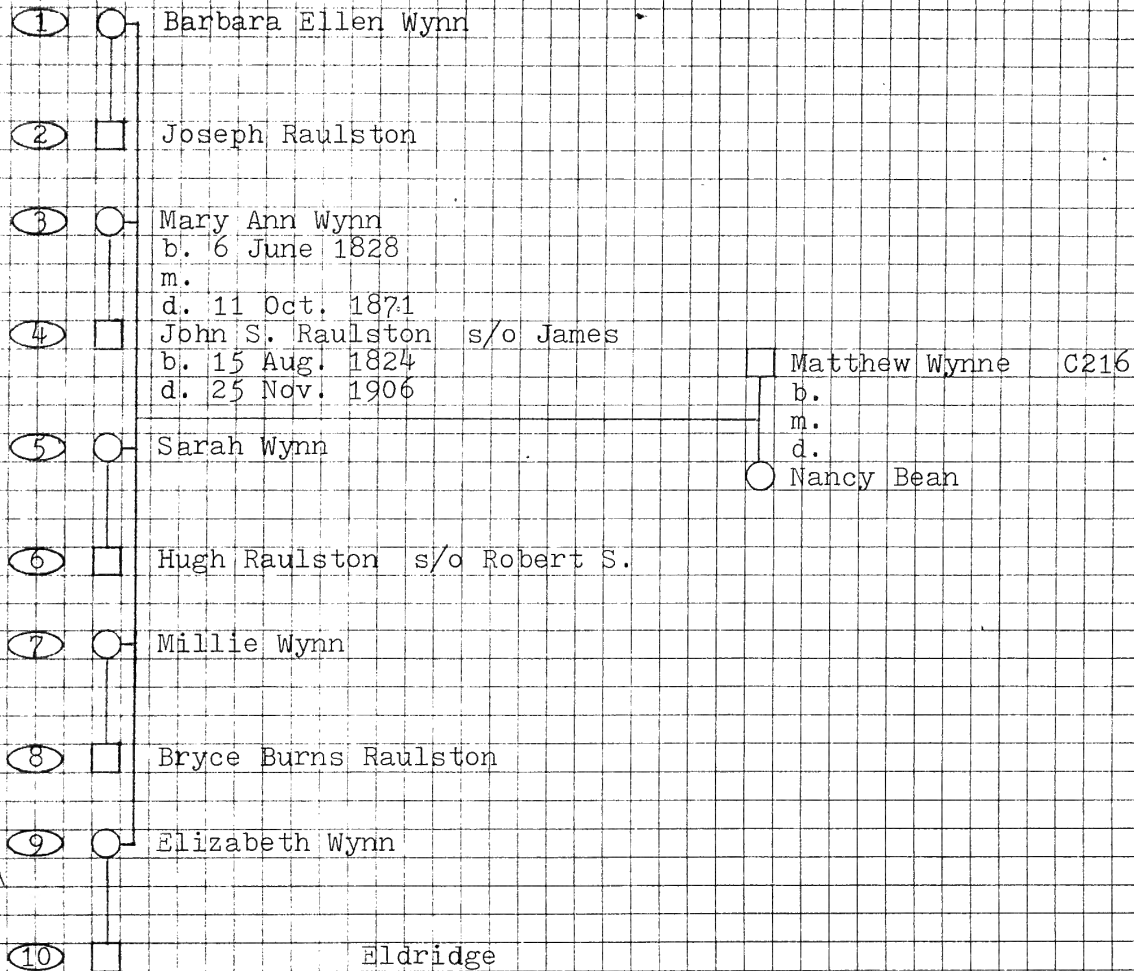 1 Barbara Ellen Wynn
2 Joseph Raulston
3 Mary Ann Wynn
b. 6 June 1828
m.
d. 11 Oct. 1871
4 John S. Raulston s/o James
b. 15 Aug. 1824
d. 25 Nov. 1906
Matthew Wynne C216
b.
m.
d.
Nancy Bean
5 Sarah Wynn
6 Hugh Raulston s/o Robert S.
7 Millie Wynn
8 Bryce Burns Raulston
9 Elizabeth Wynn
10 Eldridge